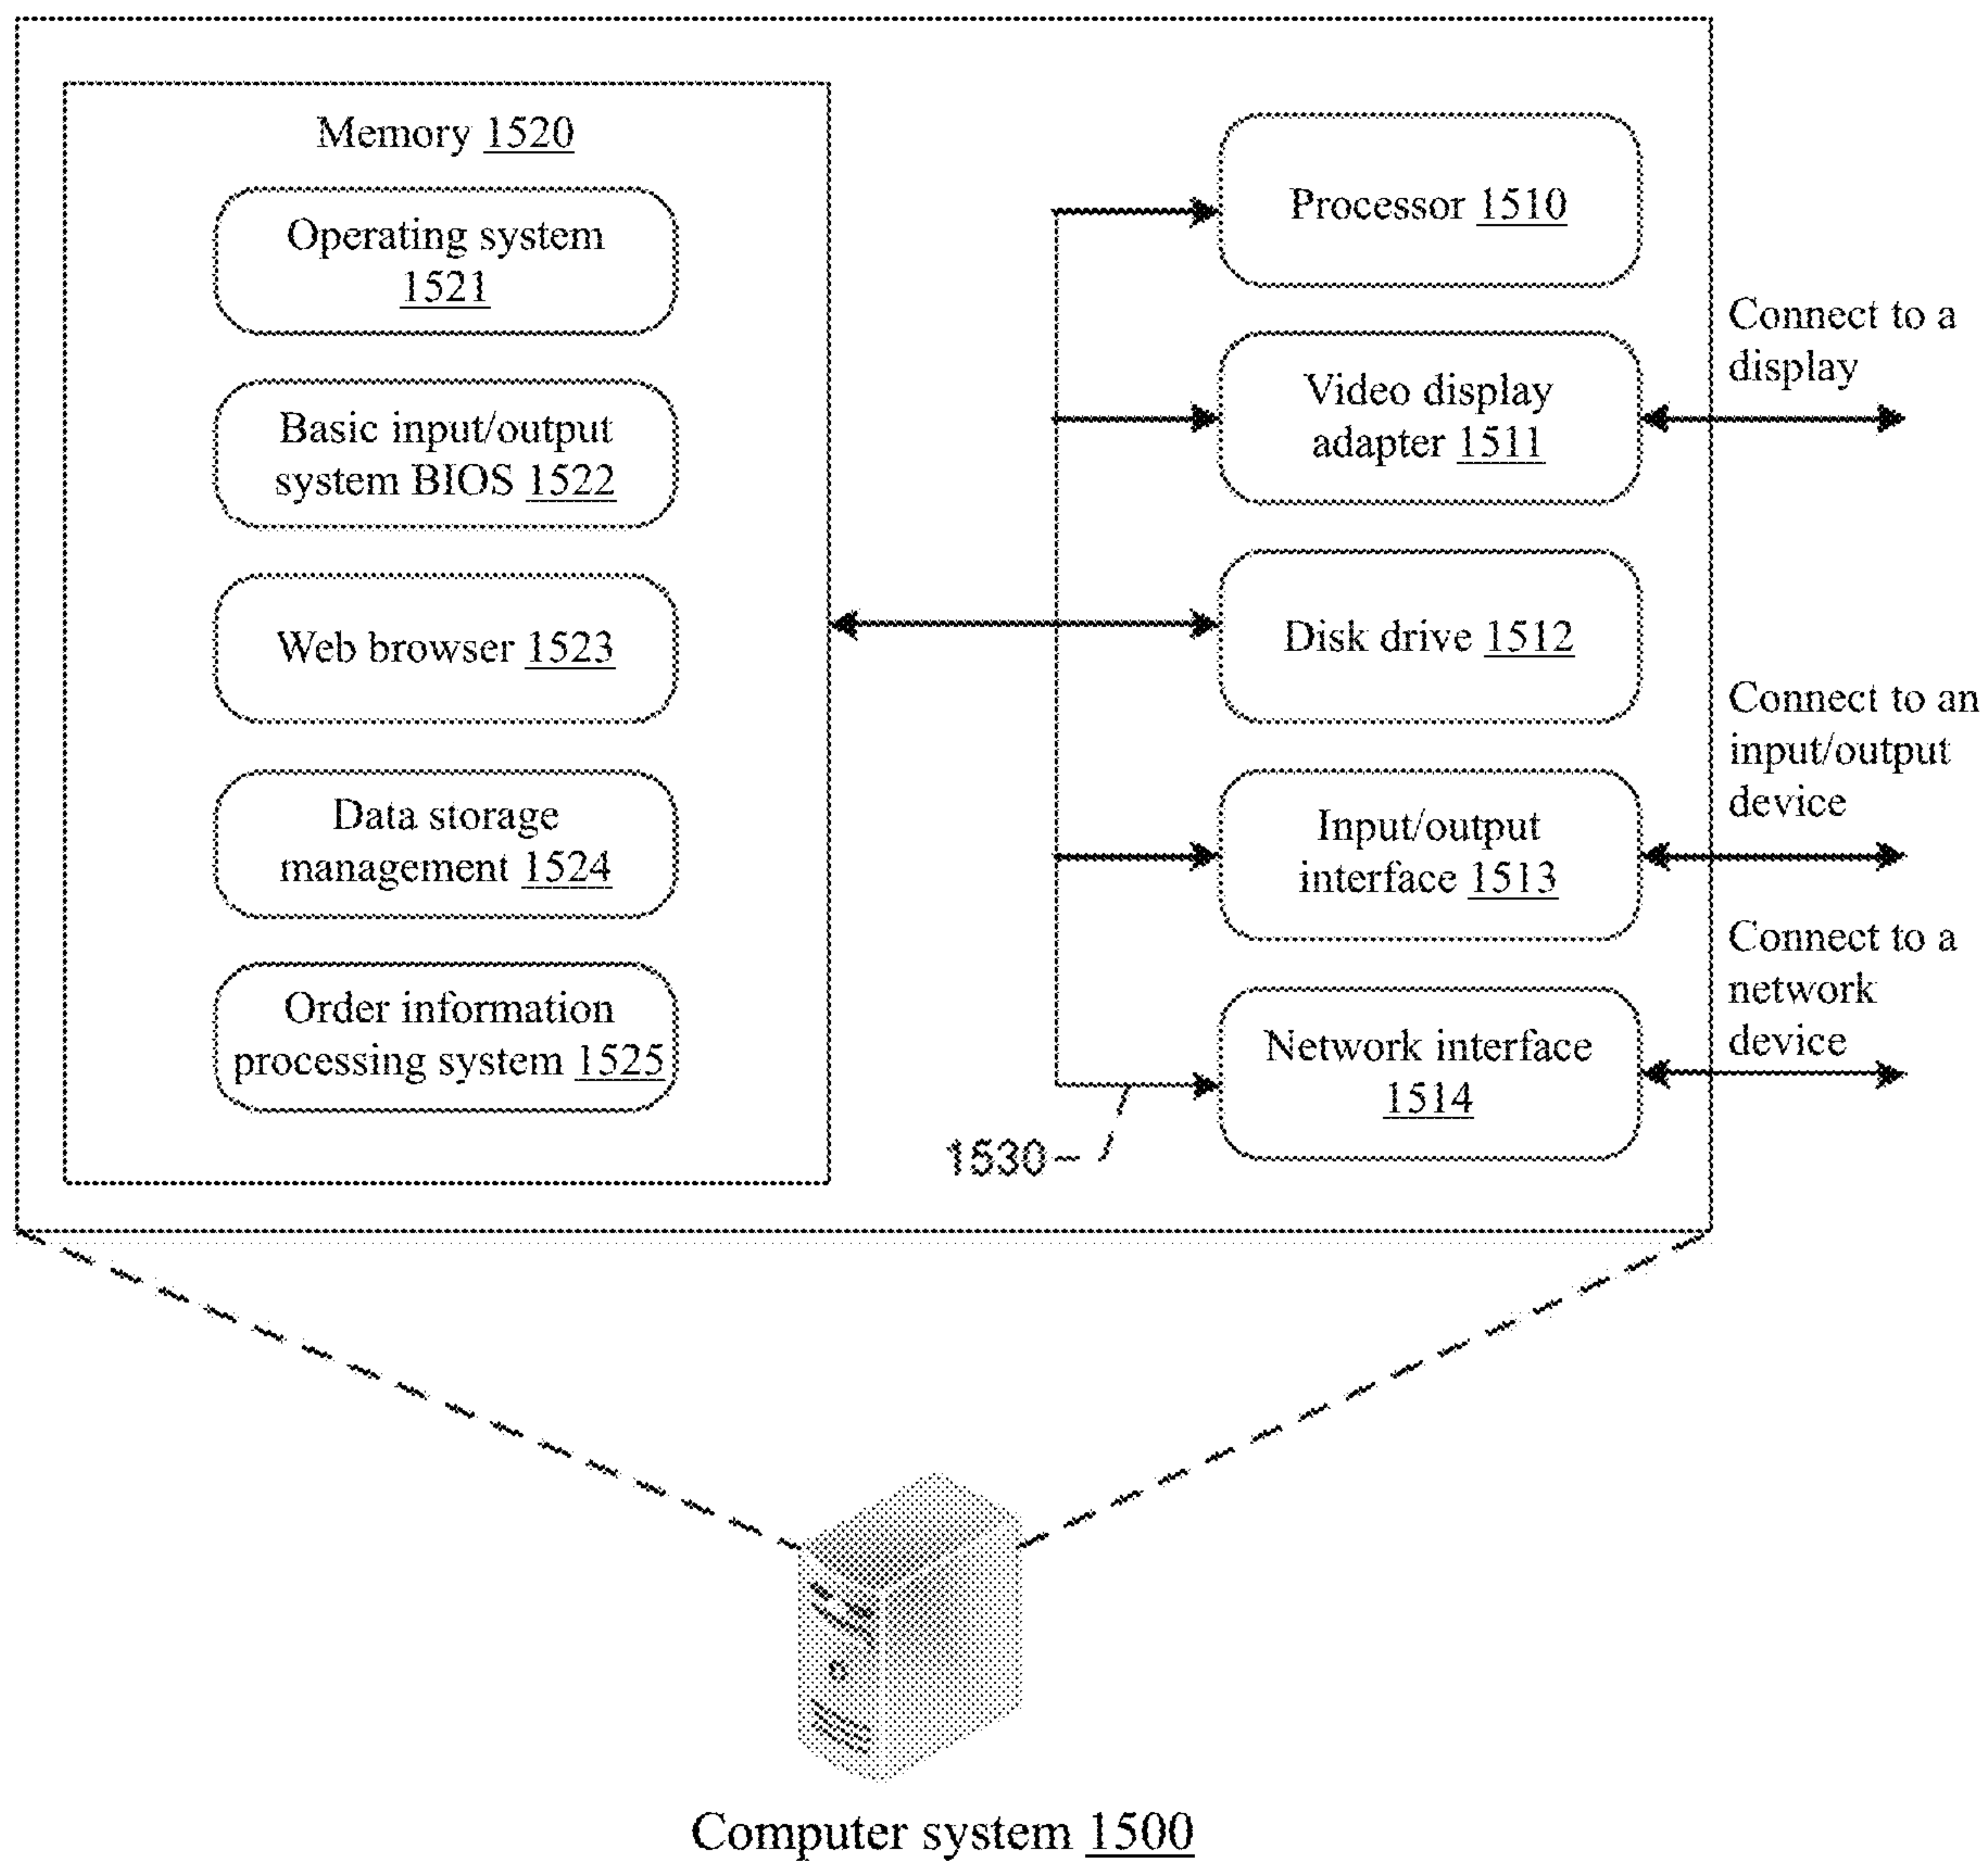 Memory 1520
Operating system
1521
Basic input/output
system BIOS 1522
Web browser 1523
Data storage
management 1524
Order information
processing system 1525
Processor 1510
Video display
adapter 1511
Disk drive 1512
Input/output
interface 1513
Network interface
1514
1530
Connect to a
display
Connect to an
input/output
device
Connect to a
network
device
Computer system 1500